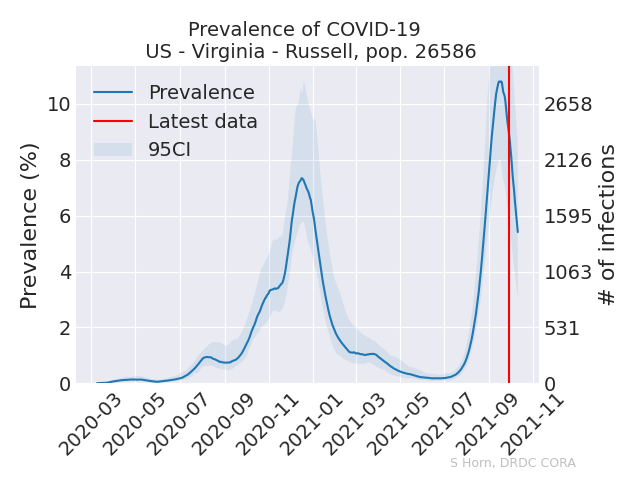 Prevalence of COVID-19
US - Virginia - Russell, pop. 26586
Prevalence (%)
10
8
6
4
2
0
Prevalence
Latest data
95CI
2658
2126
1595
1063
531
0
# of infections
2020-03
2020-05
2020-07
2020-09
2020-11
2021-01
2021-03
2021-05
2021-07
2021-09
2021-11
S Horn, DRDC CORA